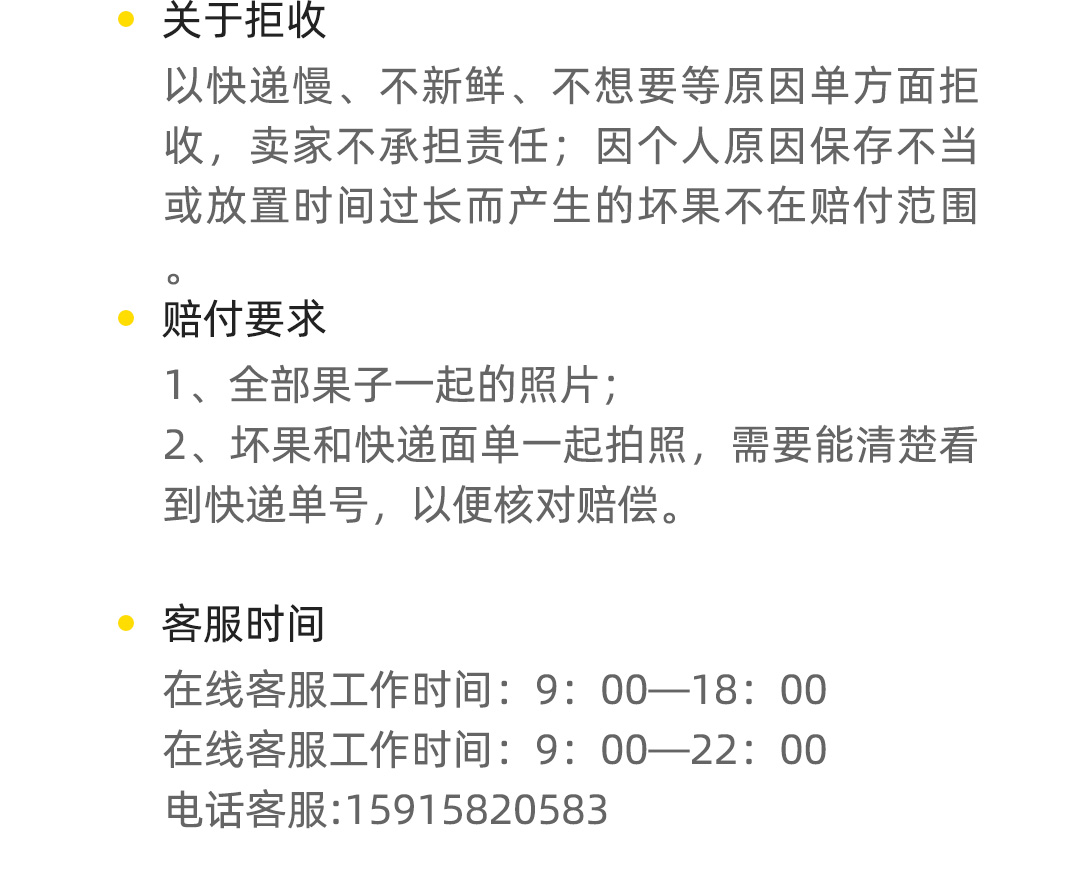 关于拒收
以快递慢、不新鲜、不想要等原因单方面拒
收，卖家不承担责任；因个人原因保存不当
或放置时间过长而产生的坏果不在赔付范围
。
赔付要求
1、全部果子一起的照片；
2、坏果和快递面单一起拍照，需要能清楚看
到快递单号，以便核对赔偿。
客服时间
在线客服工作时间：9：00—18：00
在线客服工作时间：9：00—22：00
电话客服:15915820583